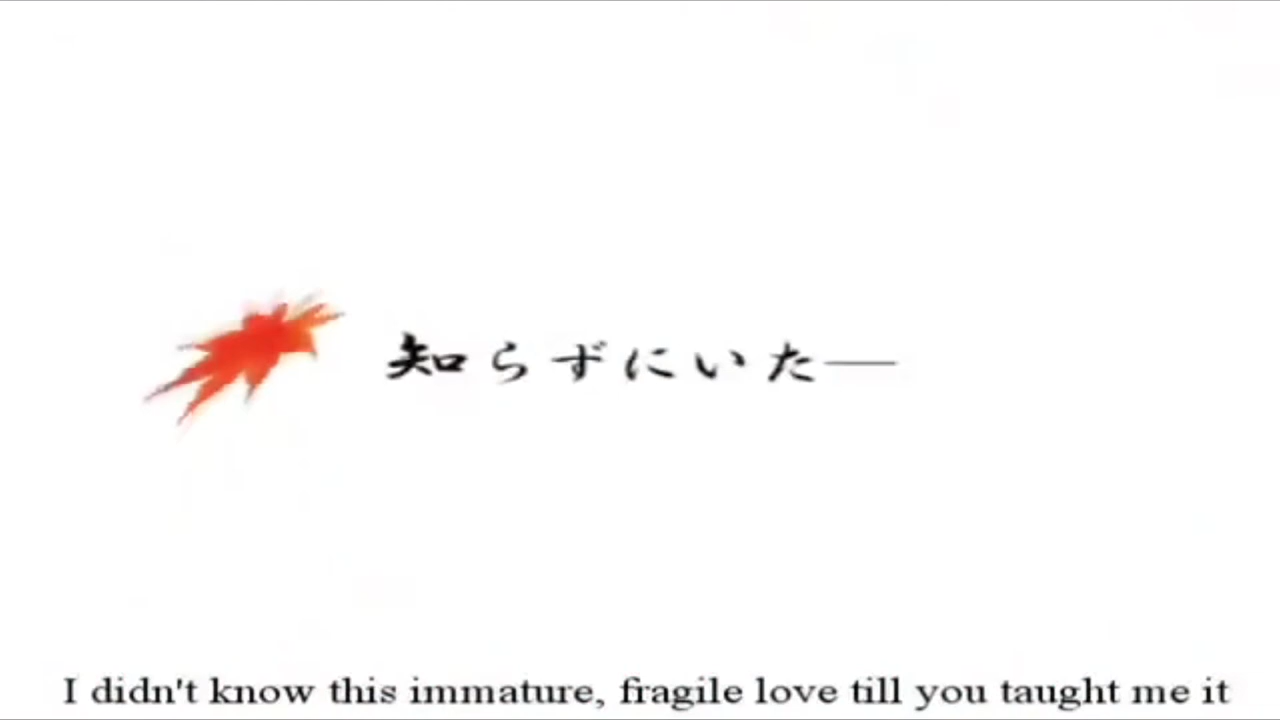 知らずにいた―
I didn't know this immature, fragile love till you taught me it